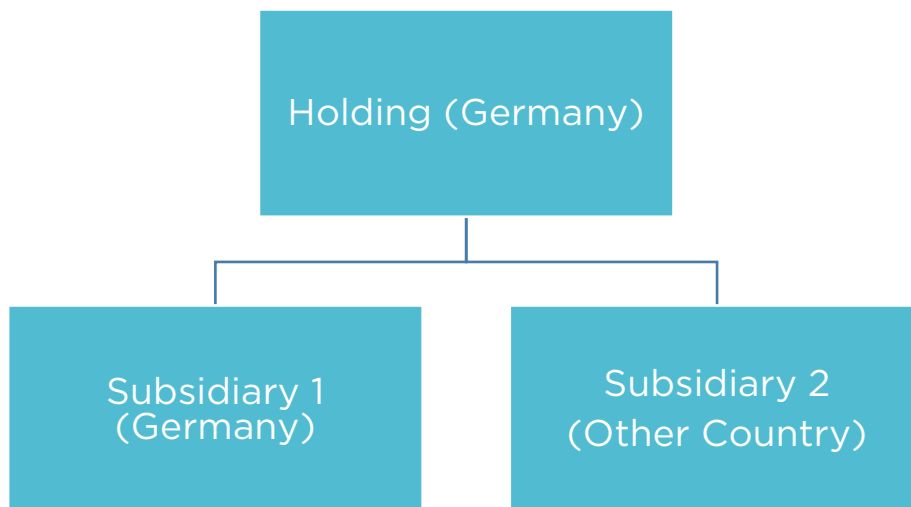 Holding (Germany)
Subsidiary 1
(Germany)
Subsidiary 2
(Other Country)